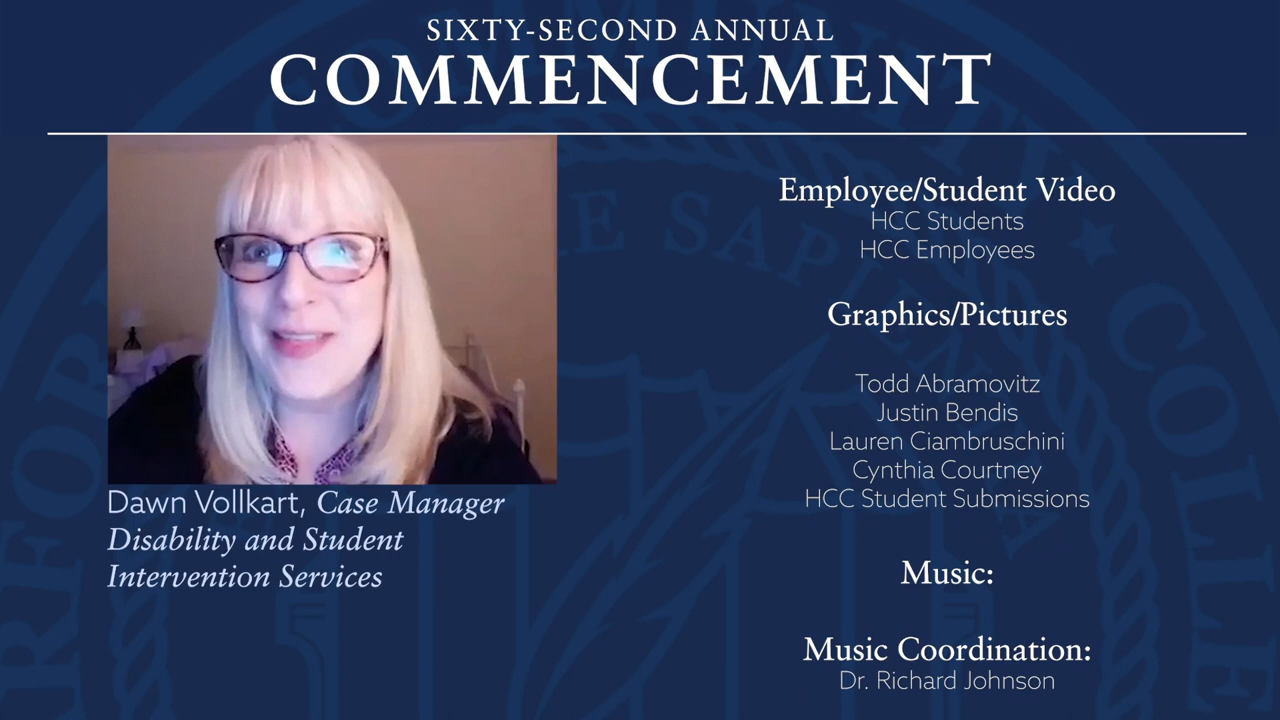 SIXTY-SECOND ANNUAL
COMMENCEMENT
Dawn Vollkart, Case Manager
Disability and Student
Intervention Services
Employee/Student Video
HCC Students
HCC Employees
Graphics/Pictures
Todd Abramovitz
Justin Bendis
Lauren Ciambruschini
Cynthia Courtney
HCC Student Submissions
Music:
Music Coordination:
Dr. Richard Johnson